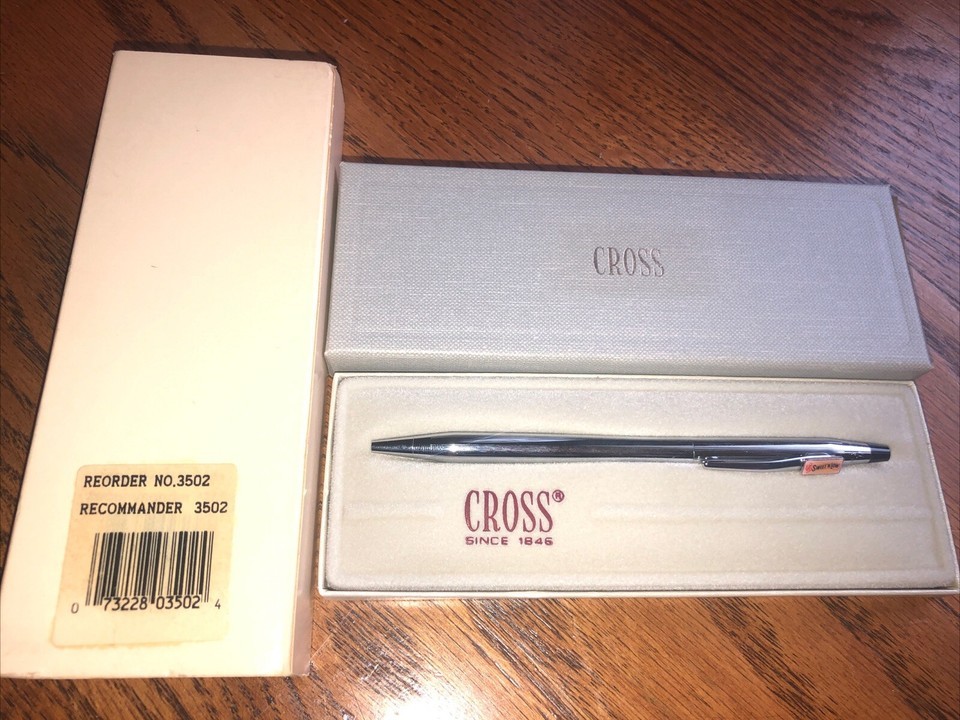 REORDER NO.3502
RECOMMANDER 3502
0 73228 03502 4
CROSS
CROSS®
SINCE 1846